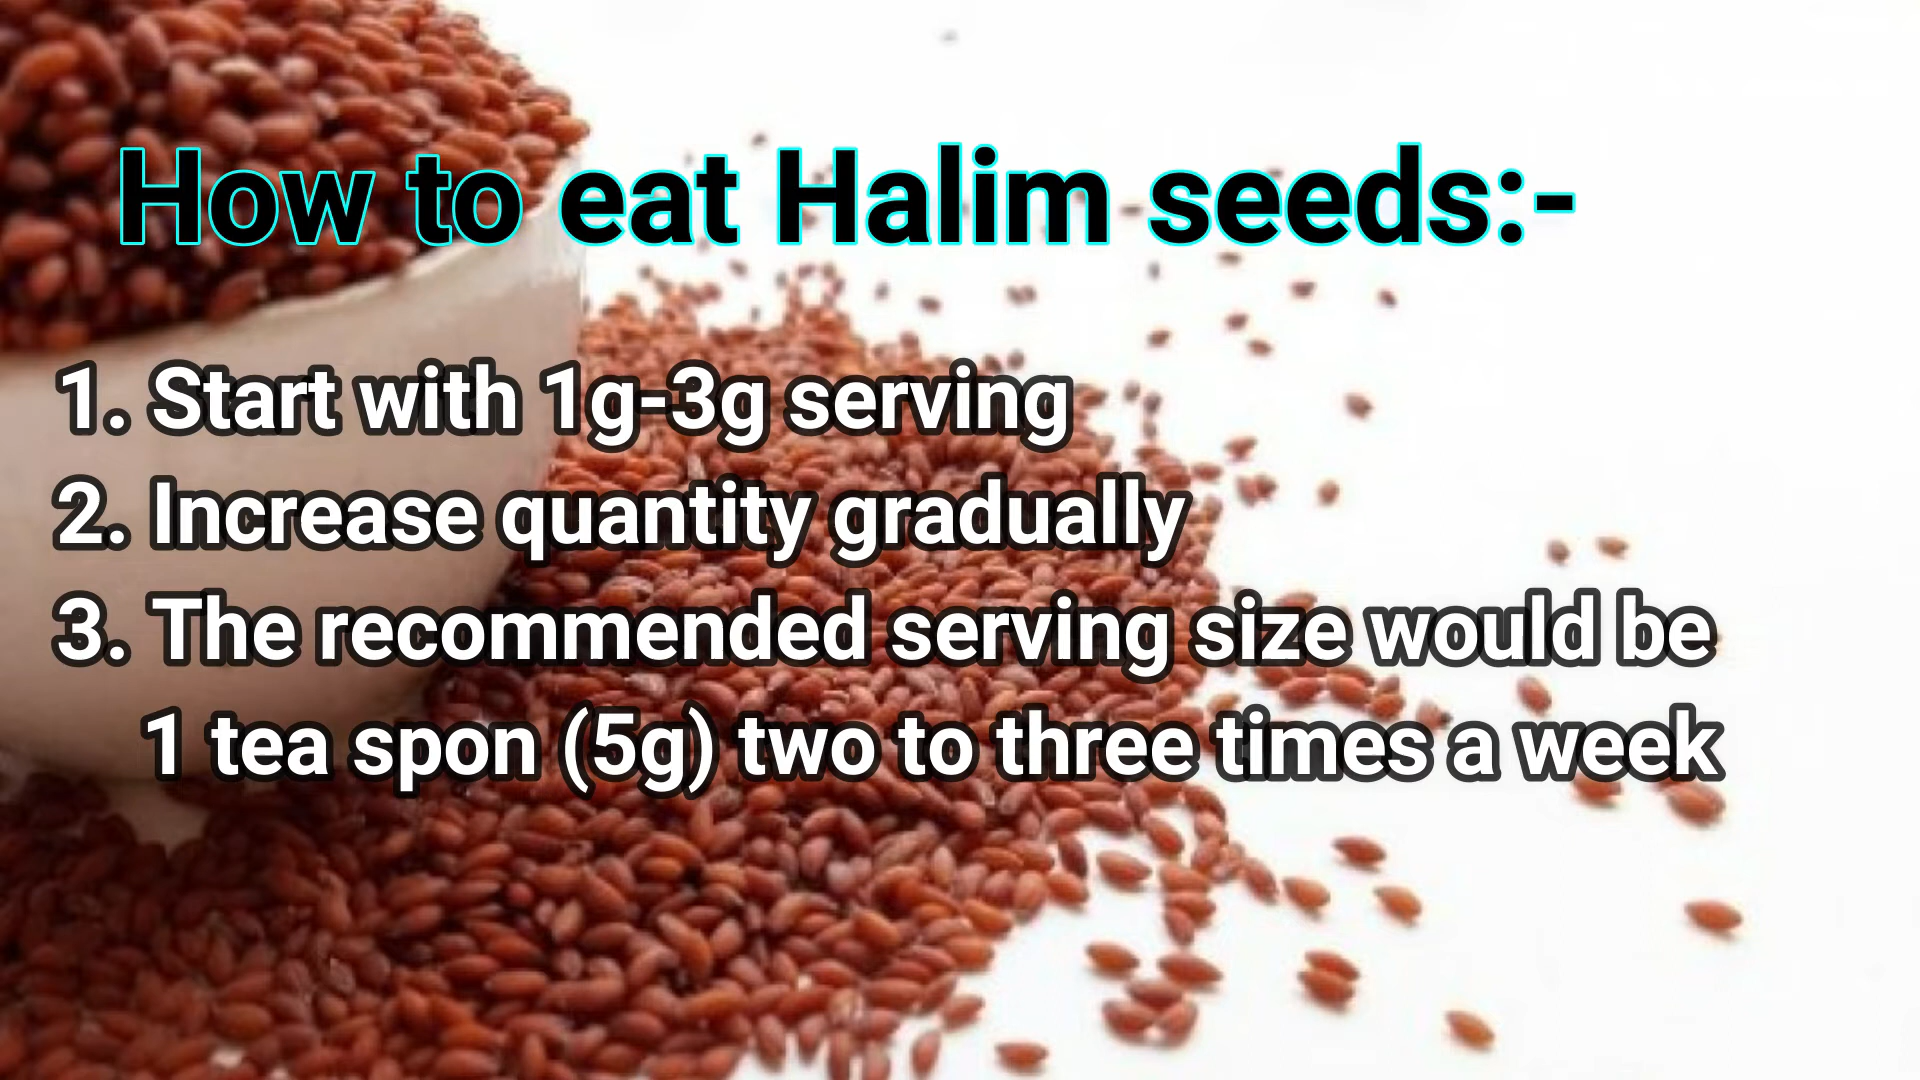 How to eat Halim seeds:-
1. Start with 1g-3g serving
2. Increase quantity gradually
3. The recommended serving size would be
1 tea spon (5g) two to three times a week